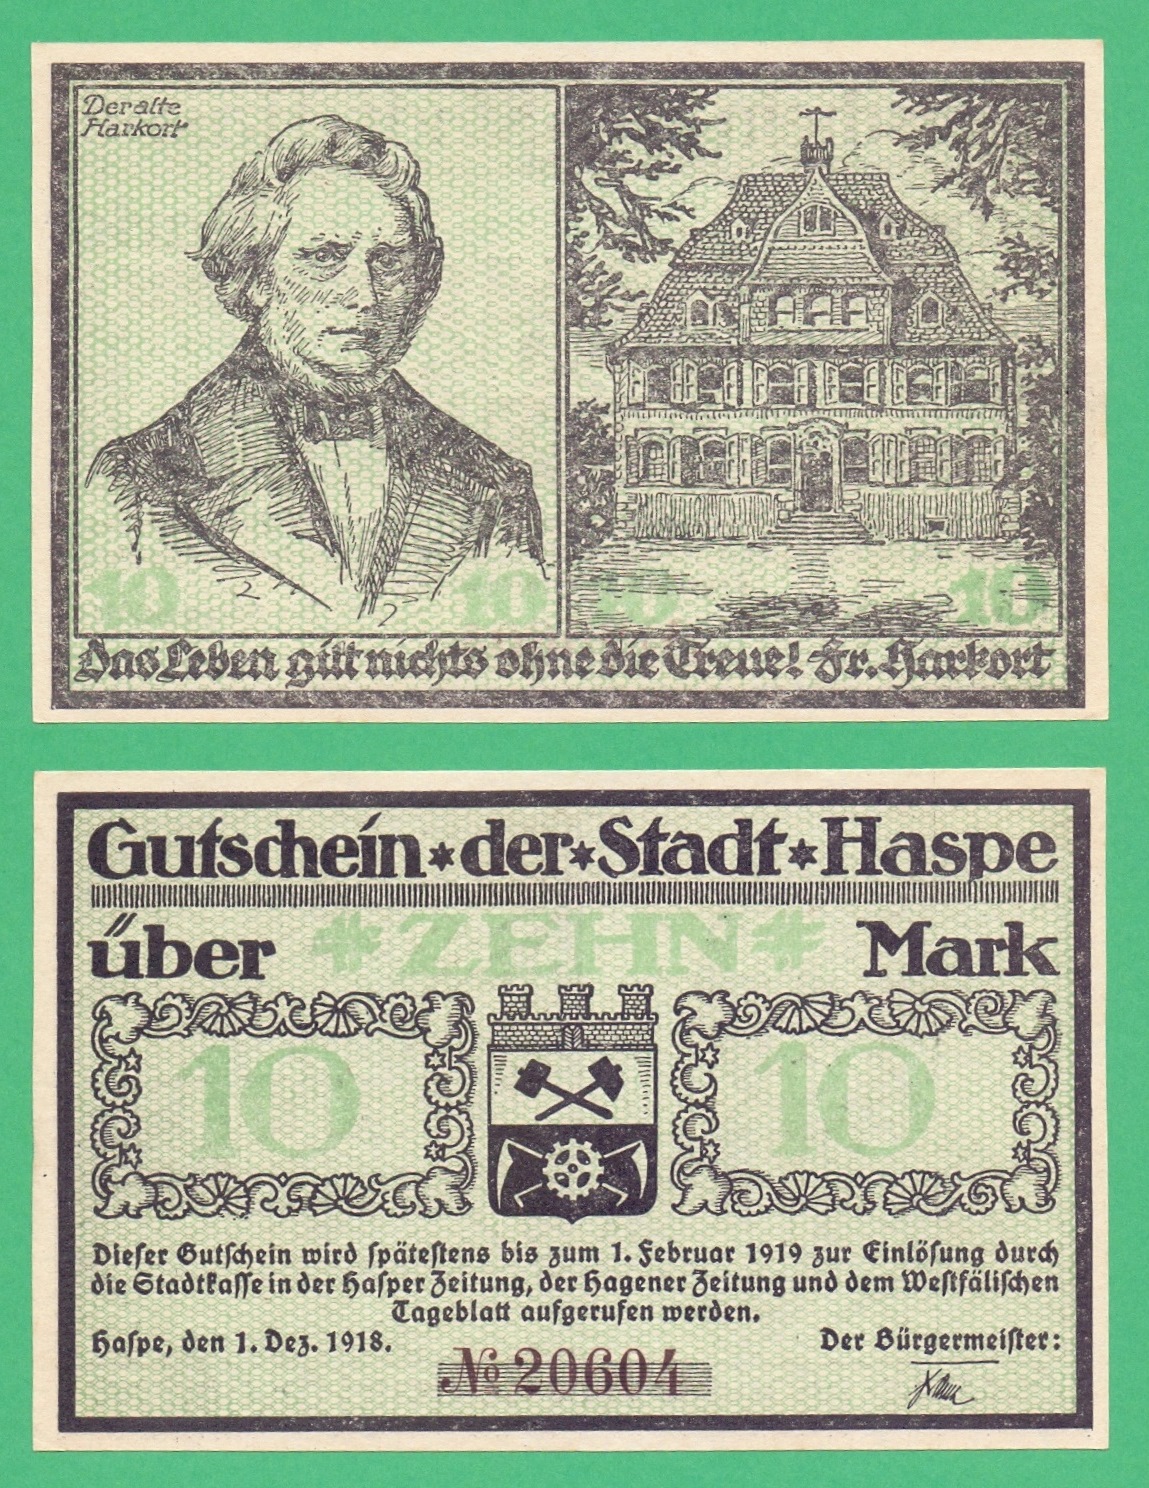 Der alte
Harkort
10 10 10 10
Das Leben gilt nichts ohne die Treue! Fr. Harkort
Gutschein * der * Stadt * Haspe
über * ZEHN * Mark
10 10
Dieser Gutschein wird spätestens bis zum 1. Februar 1919 zur Einlösung durch
die Stadtkasse in der Hasper Zeitung, der Hagener Zeitung und dem Westfälischen
Tageblatt aufgerufen werden.
Haspe, den 1. Dez. 1918. Der Bürgermeister:
No 20604